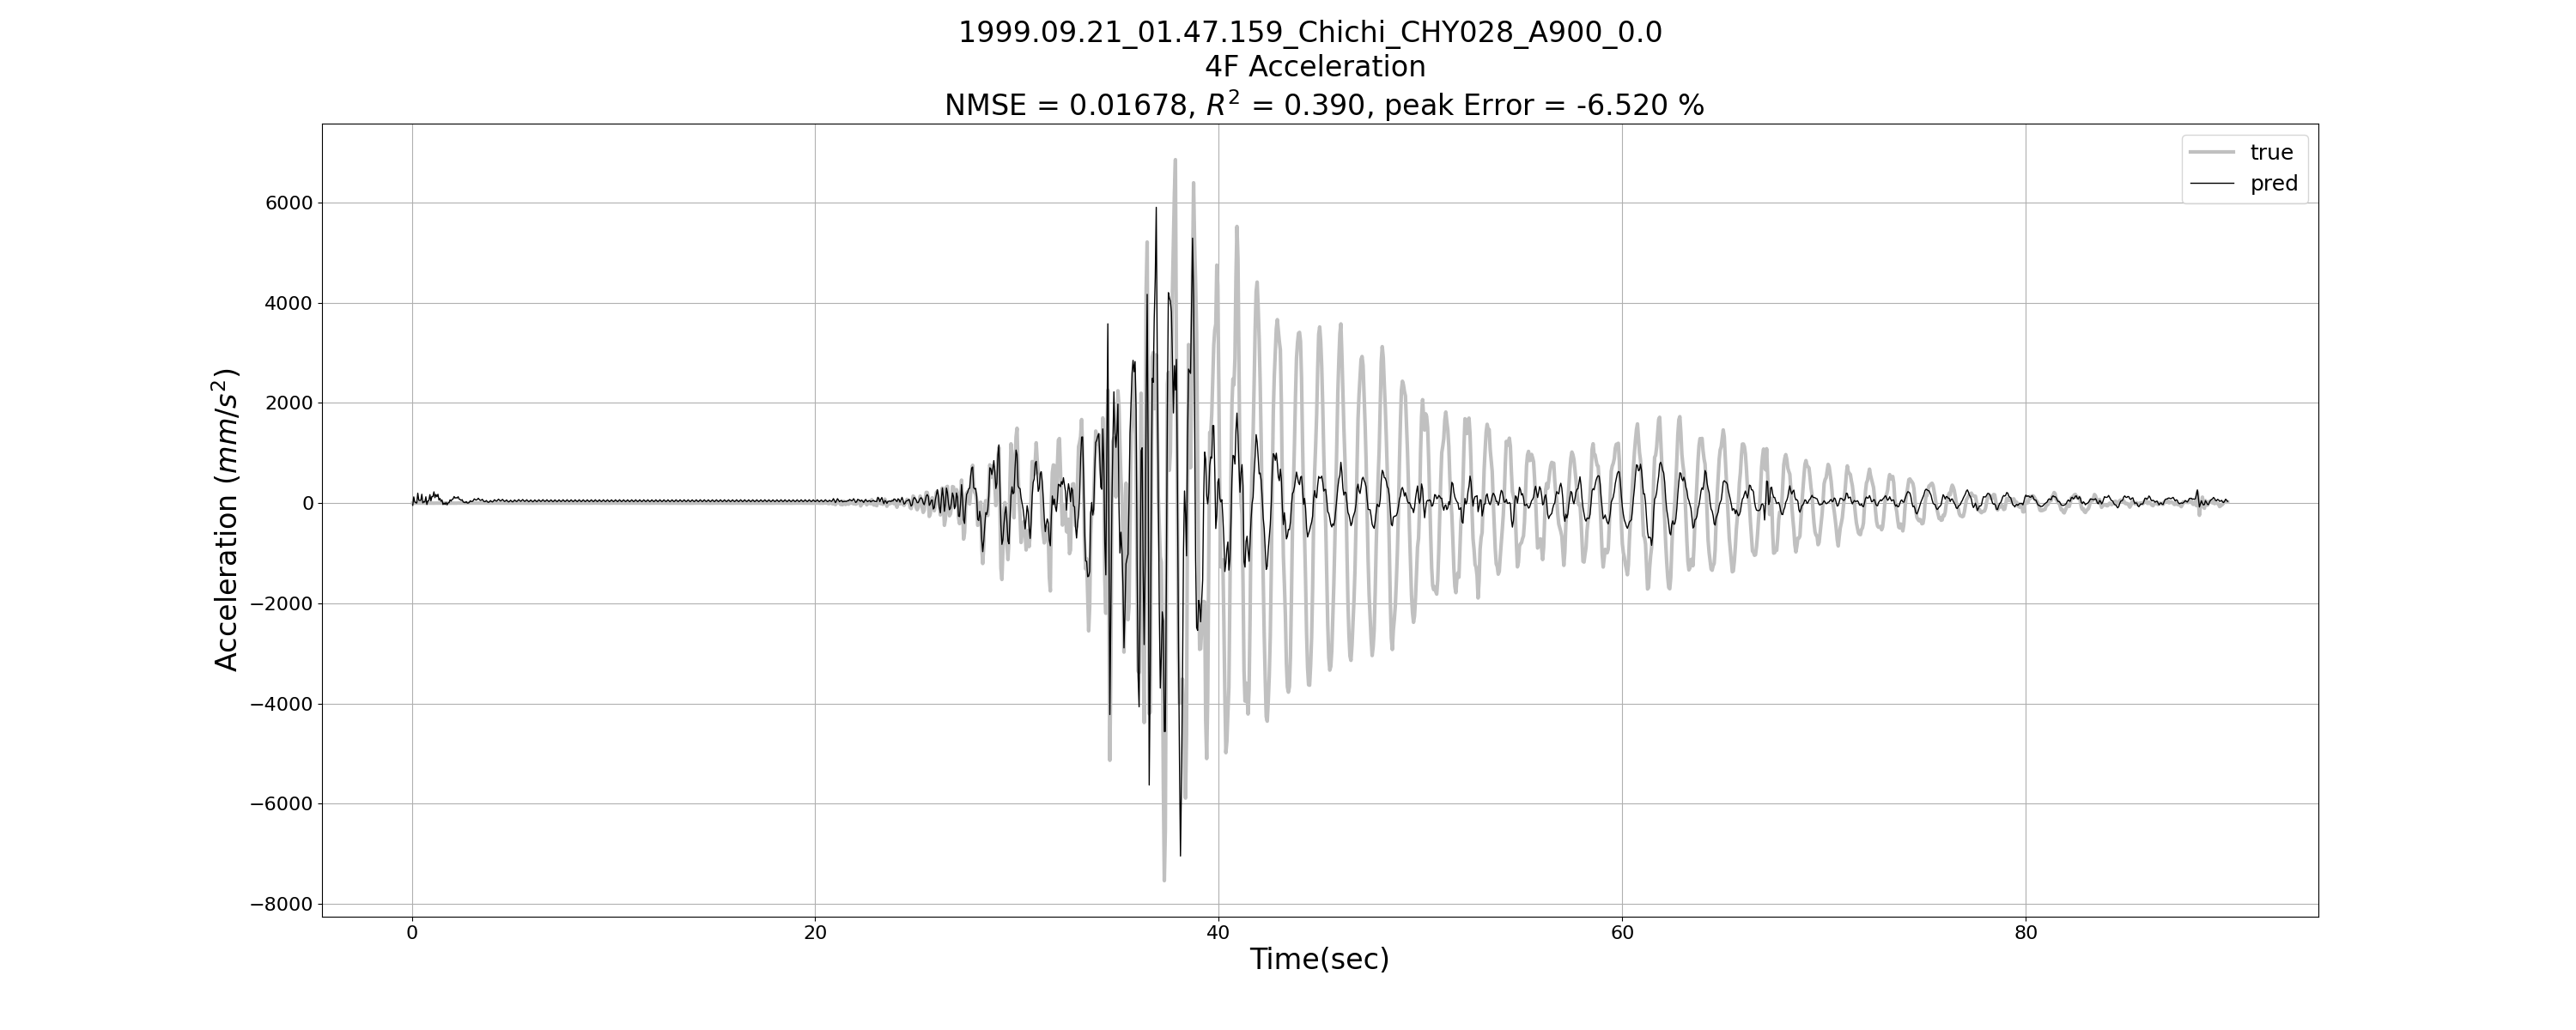 1999.09.21_01.47.159_Chichi_CHY028_A900_0.0
4F Acceleration
NMSE = 0.01678, R² = 0.390, peak Error = -6.520 %
true
pred
6000
4000
2000
0
−2000
−4000
−6000
−8000
Acceleration (mm/s²)
0 20 40 60 80
Time(sec)